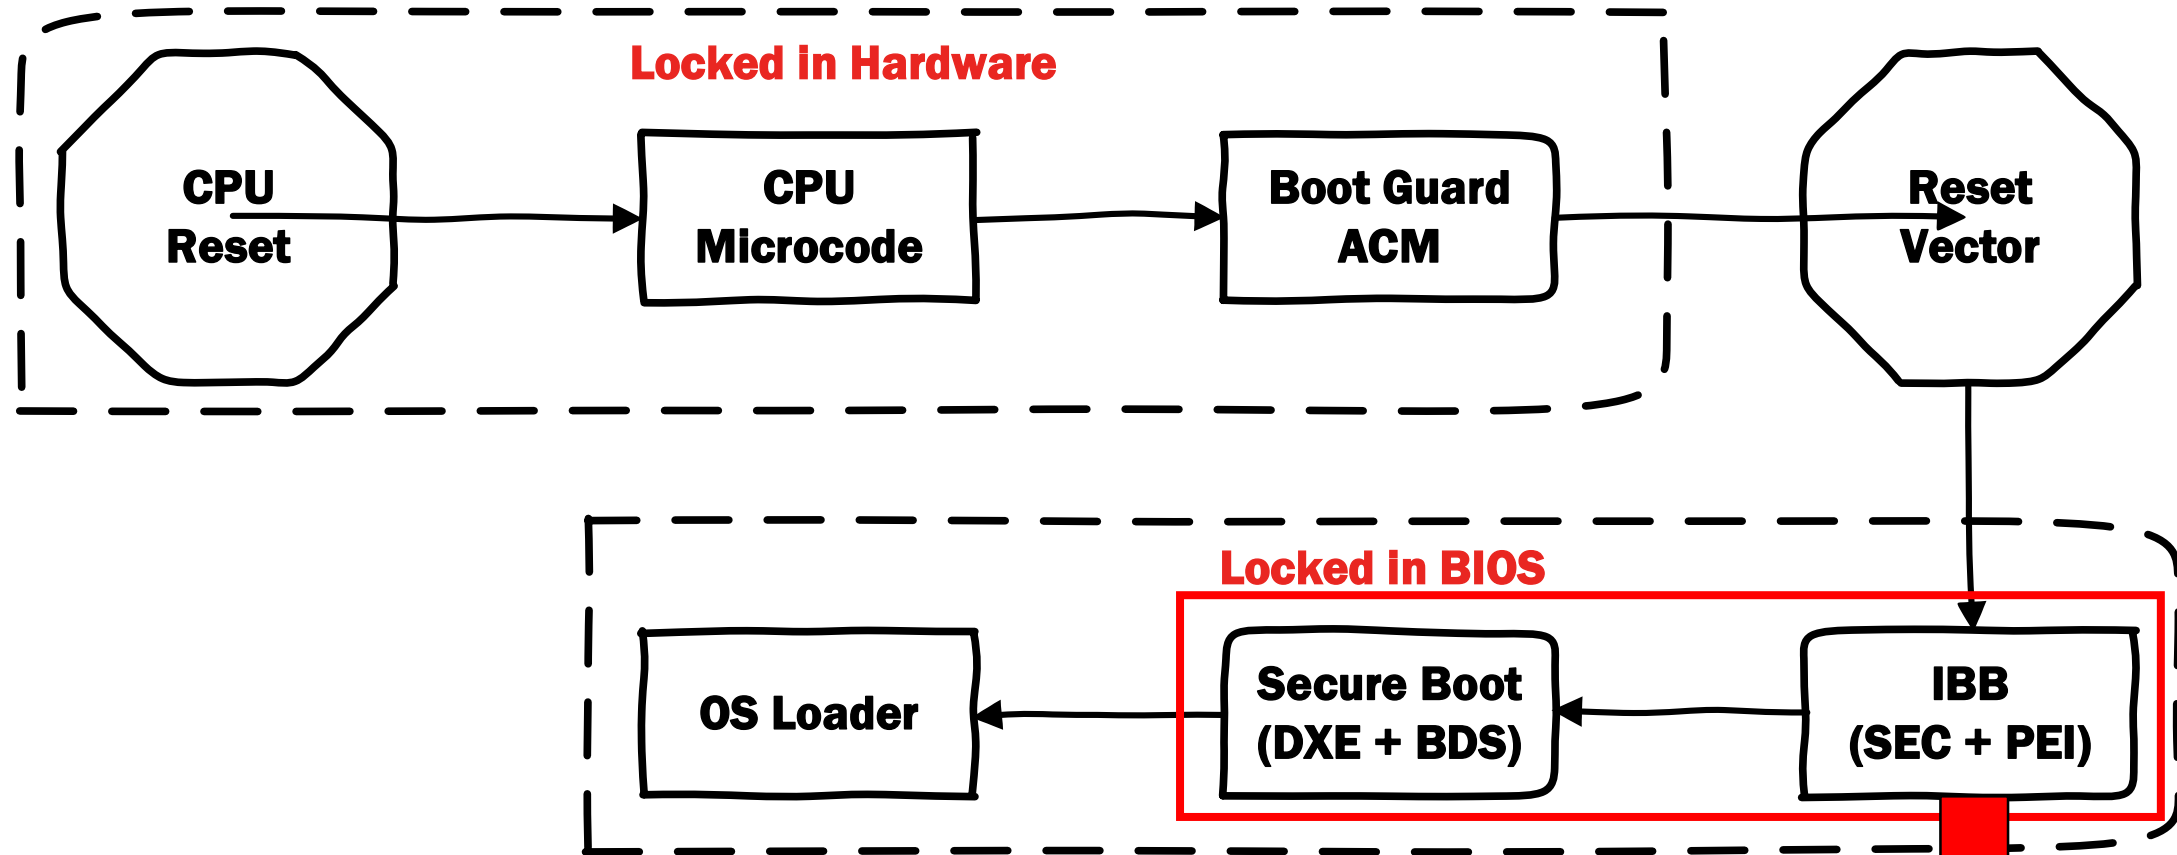 Locked in Hardware
CPU
Reset
CPU
Microcode
Boot Guard
ACM
Reset
Vector
Locked in BIOS
OS Loader
Secure Boot
(DXE + BDS)
IBB
(SEC + PEI)